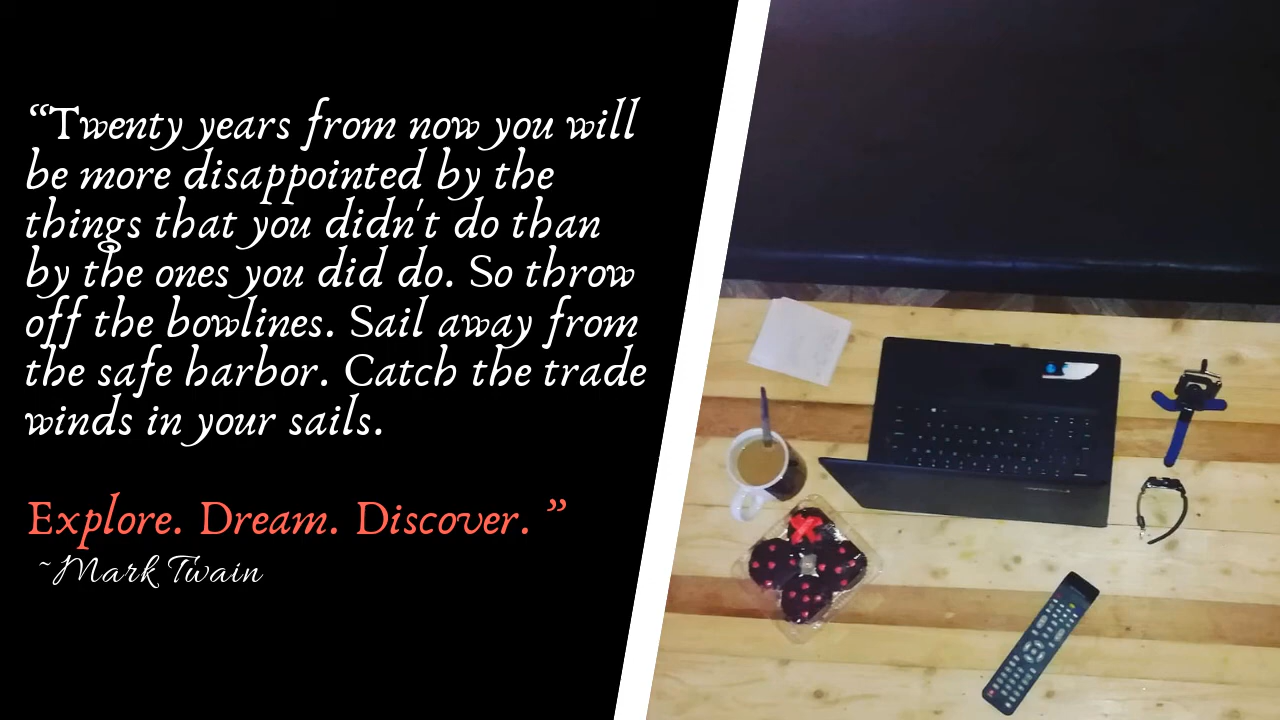 “Twenty years from now you will
be more disappointed by the
things that you didn't do than
by the ones you did do. So throw
off the bowlines. Sail away from
the safe harbor. Catch the trade
winds in your sails.
Explore. Dream. Discover. ”
~Mark Twain